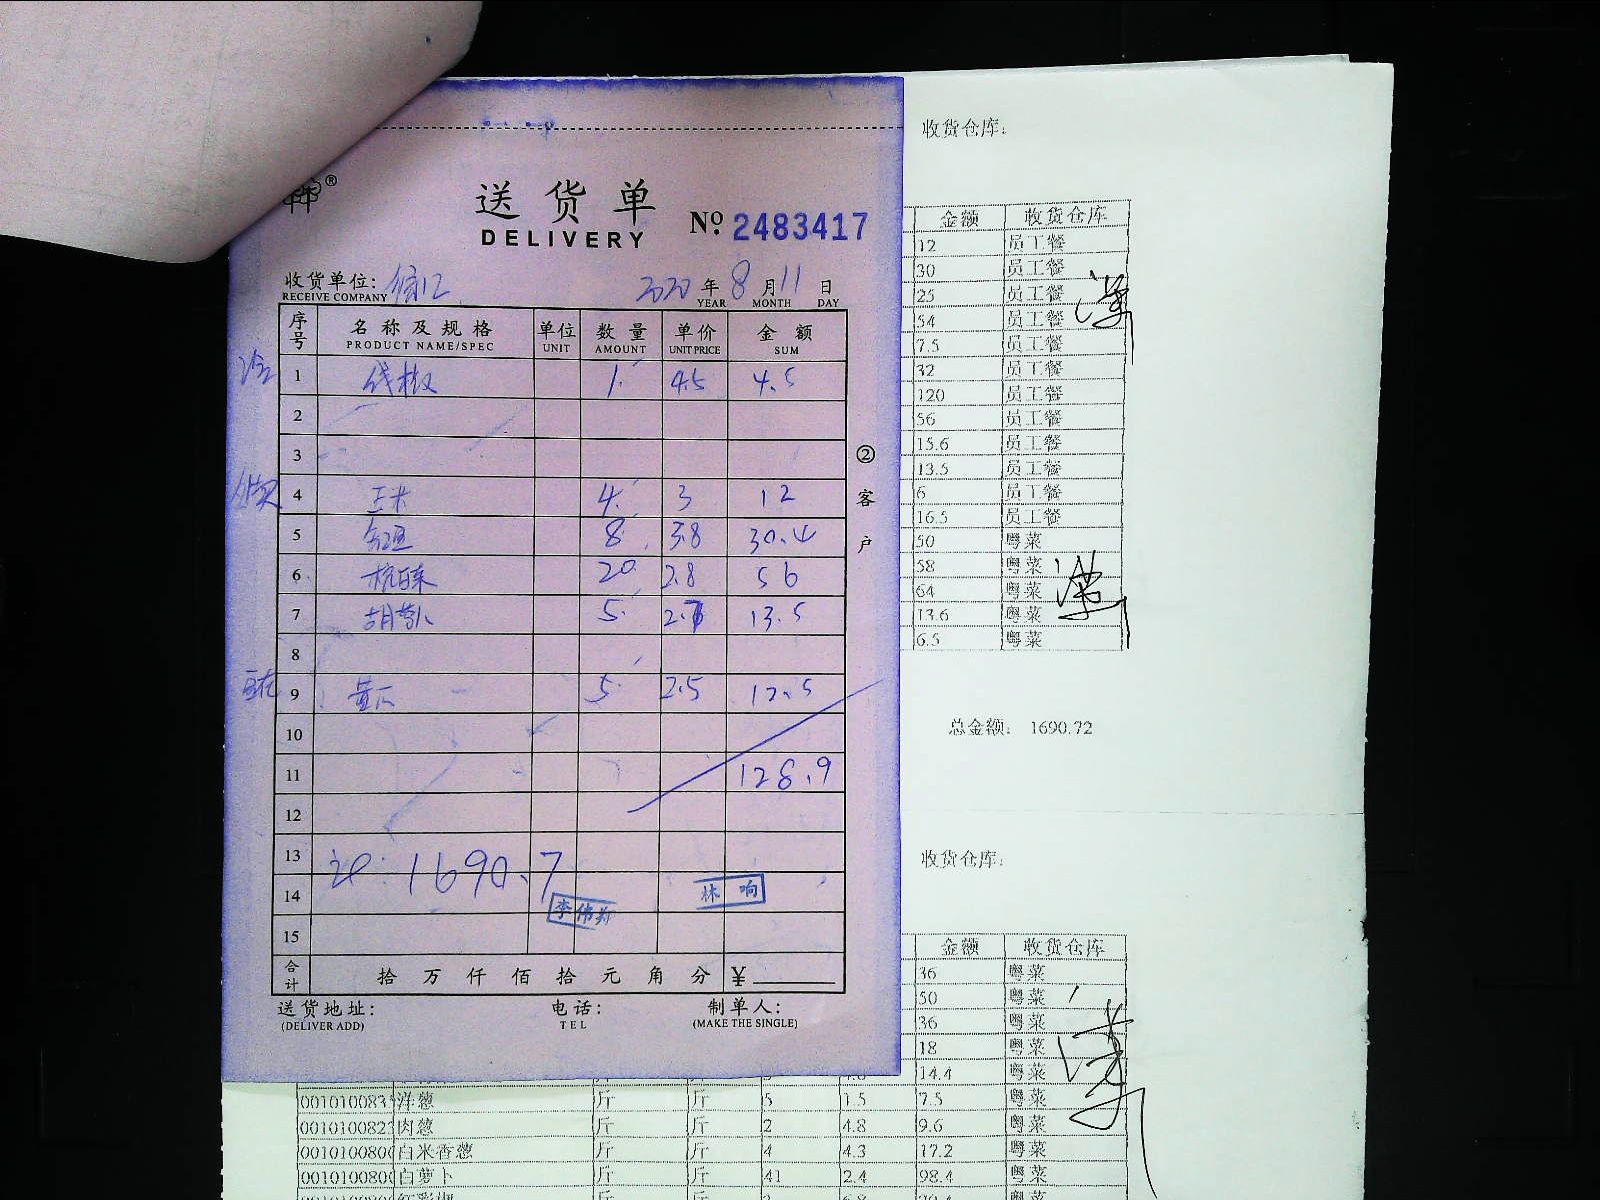 送货单
DELIVERY
№ 2483417
收货单位:
RECEIVE COMPANY
2020年8月11日
YEAR MONTH DAY
序号 名称及规格 单位 数量 单价 金额
PRODUCT NAME/SPEC UNIT AMOUNT UNIT PRICE SUM
1 线椒 1 4.5 4.5
2
3
4 玉米 4 3 12
5 8 3.8 30.4
6 20 2.8 56
7 胡萝卜 5 2.7 13.5
8
9 5 2.5 12.5
10
11 128.9
12
13 1690.7
14 李伟 林响
15
合计 拾万仟佰拾元角分 ¥
送货地址: 电话: 制单人:
(DELIVER ADD) TEL (MAKE THE SINGLE)
②客户
收货仓库:
金额 收货仓库
12 员工餐
30 员工餐
25 员工餐
54 员工餐
7.5 员工餐
32 员工餐
120 员工餐
56 员工餐
15.6 员工餐
13.5 员工餐
6 员工餐
16.5 员工餐
50 粤菜
58 粤菜
64 粤菜
13.6 粤菜
6.5 粤菜
总金额: 1690.72
收货仓库:
金额 收货仓库
36 粤菜
50 粤菜
36 粤菜
18 粤菜
14.4 粤菜
001010083 洋葱 斤 斤 5 1.5 7.5 粤菜
001010082 肉葱 斤 斤 2 4.8 9.6 粤菜
001010080 白米香葱 斤 斤 4 4.3 17.2 粤菜
001010080 白萝卜 斤 斤 41 2.4 98.4 粤菜